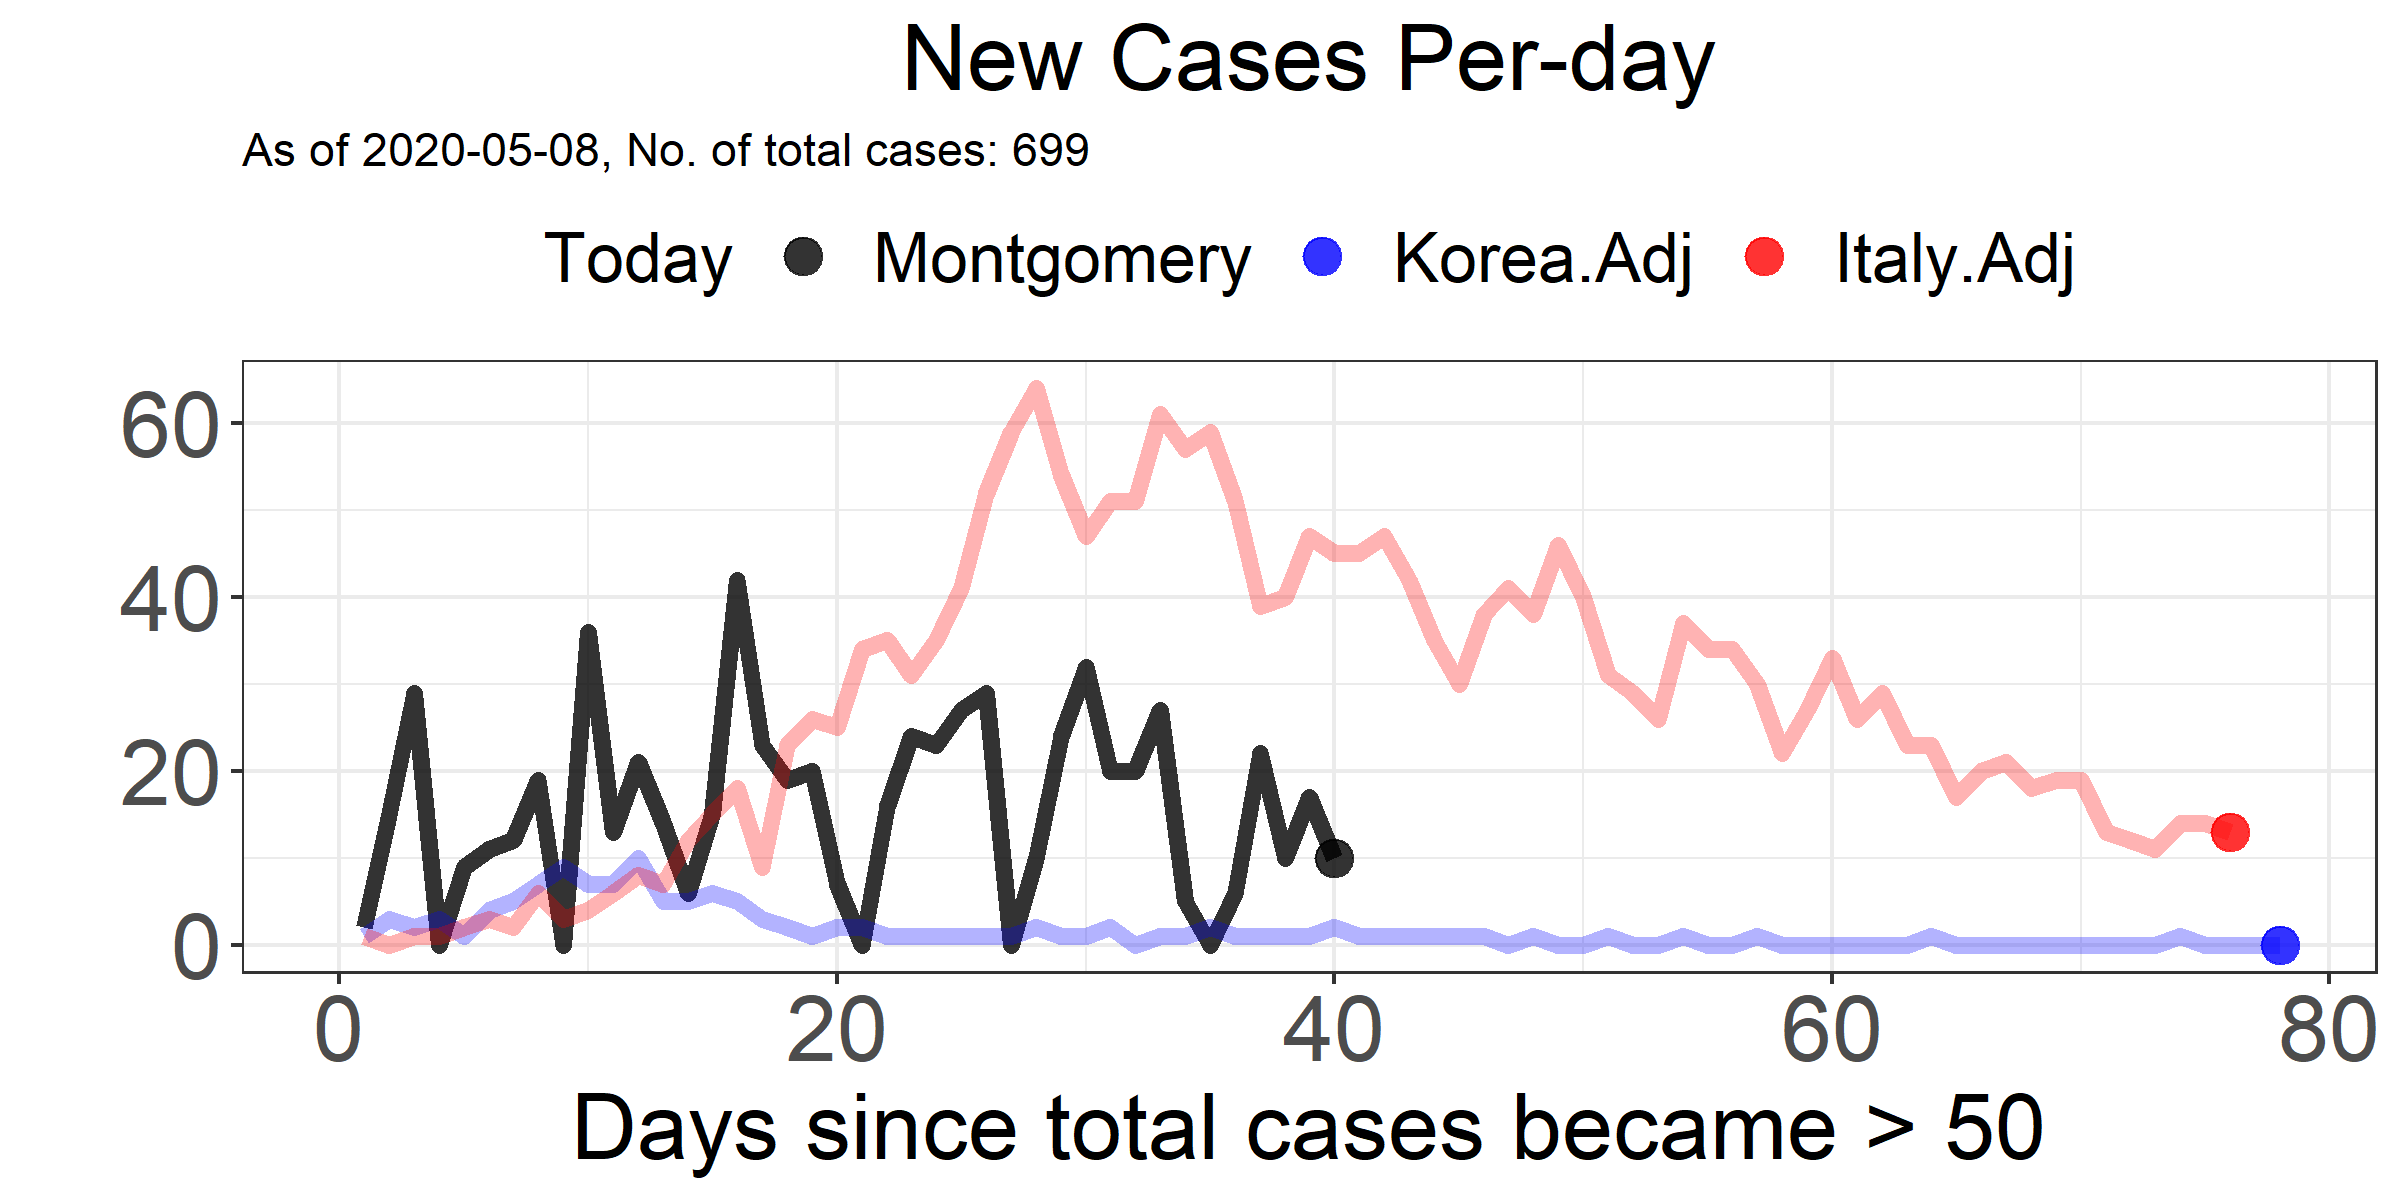 New Cases Per-day
As of 2020-05-08, No. of total cases: 699
Today Montgomery Korea.Adj Italy.Adj
60
40
20
0
0 20 40 60 80
Days since total cases became > 50